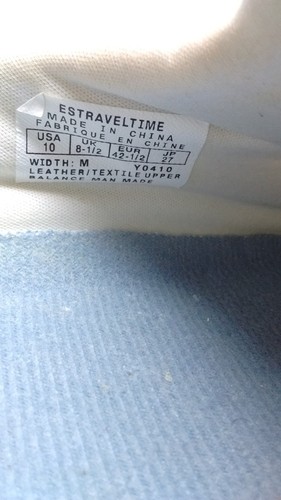 ESTRAVELTIME
MADE IN CHINA
FABRIQUE EN CHINE
USA UK EUR JP
10 8-1/2 42-1/2 27
WIDTH: M Y0410
LEATHER/TEXTILE UPPER
BALANCE MAN MADE